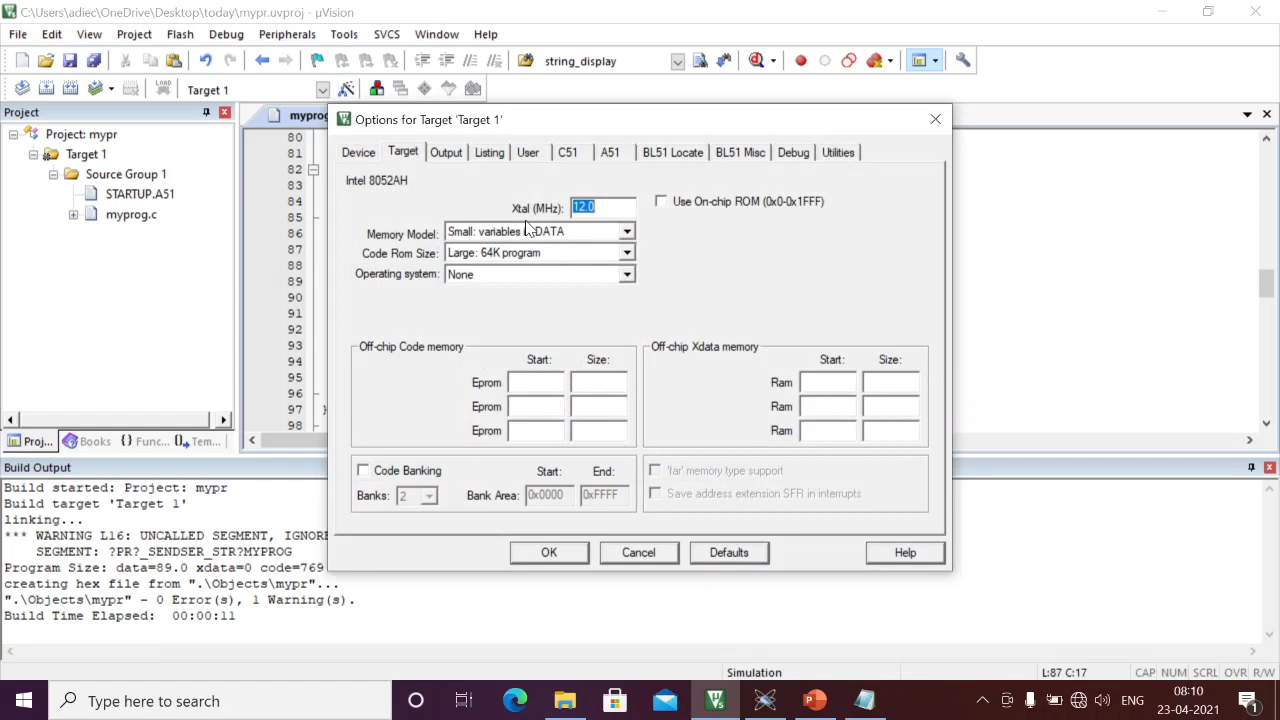 C:\Users\adiec\OneDrive\Desktop\today\mypr.uvproj - µVision
File Edit View Project Flash Debug Peripherals Tools SVCS Window Help
string_display
LOAD Target 1
Project
Project: mypr
Target 1
Source Group 1
STARTUP.A51
myprog.c
Proj... Books {} Func... Tem...
myprog
80
81
82
83
84
85
86
87
88
89
90
91
92
93
94
95
96
97 }
98
Options for Target 'Target 1'
Device Target Output Listing User C51 A51 BL51 Locate BL51 Misc Debug Utilities
Intel 8052AH
Xtal (MHz): 12.0
Use On-chip ROM (0x0-0x1FFF)
Memory Model: Small: variables DATA
Code Rom Size: Large: 64K program
Operating system: None
Off-chip Code memory
Start: Size:
Eprom
Eprom
Eprom
Off-chip Xdata memory
Start: Size:
Ram
Ram
Ram
Code Banking Start: End:
Banks: 2 Bank Area: 0x0000 0xFFFF
'far' memory type support
Save address extension SFR in interrupts
OK Cancel Defaults Help
Build Output
Build started: Project: mypr
Build target 'Target 1'
linking...
*** WARNING L16: UNCALLED SEGMENT, IGNORE
SEGMENT: ?PR?_SENDSER_STR?MYPROG
Program Size: data=89.0 xdata=0 code=769
creating hex file from ".\Objects\mypr"...
".\Objects\mypr" - 0 Error(s), 1 Warning(s).
Build Time Elapsed: 00:00:11
Simulation L:87 C:17 CAP NUM SCRL OVR R/W
Type here to search
ENG
08:10
23-04-2021
1